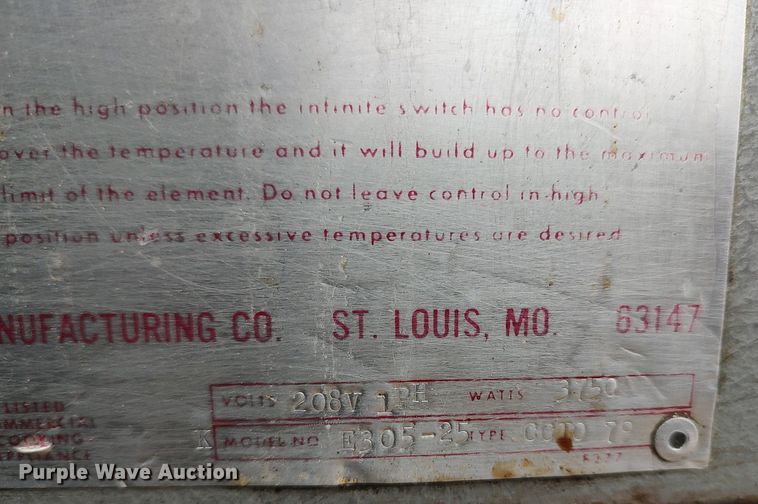 n the high position the infinite switch has no control
over the temperature and it will build up to the maximum
limit of the element. Do not leave control in high
position unless excessive temperatures are desired
NUFACTURING CO. ST. LOUIS, MO. 63147
VOLTS 208V 1PH WATTS 3750
LISTED
OMMERCIAL
COOKING
PPLIANCE
K MODEL NO E305-25 TYPE
Purple Wave Auction